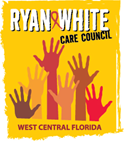 RYAN WHITE
CARE COUNCIL
WEST CENTRAL FLORIDA